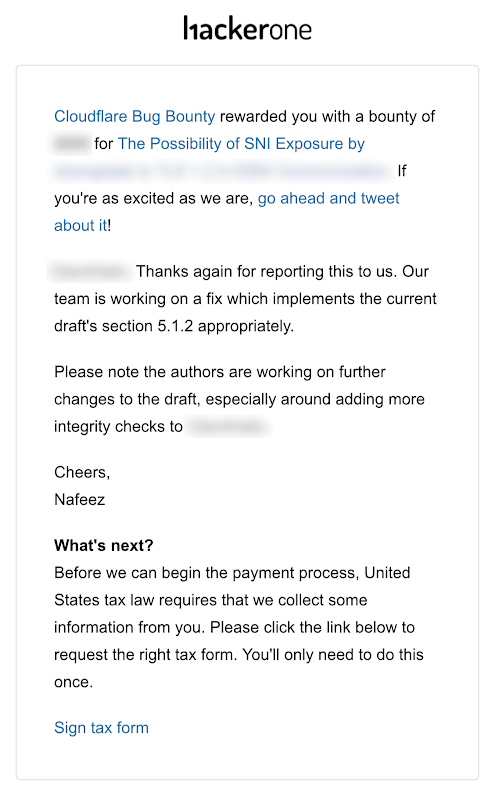 hackerone
Cloudflare Bug Bounty rewarded you with a bounty of
for The Possibility of SNI Exposure by
If
you're as excited as we are, go ahead and tweet
about it!
Thanks again for reporting this to us. Our
team is working on a fix which implements the current
draft's section 5.1.2 appropriately.
Please note the authors are working on further
changes to the draft, especially around adding more
integrity checks to
Cheers,
Nafeez
What's next?
Before we can begin the payment process, United
States tax law requires that we collect some
information from you. Please click the link below to
request the right tax form. You'll only need to do this
once.
Sign tax form